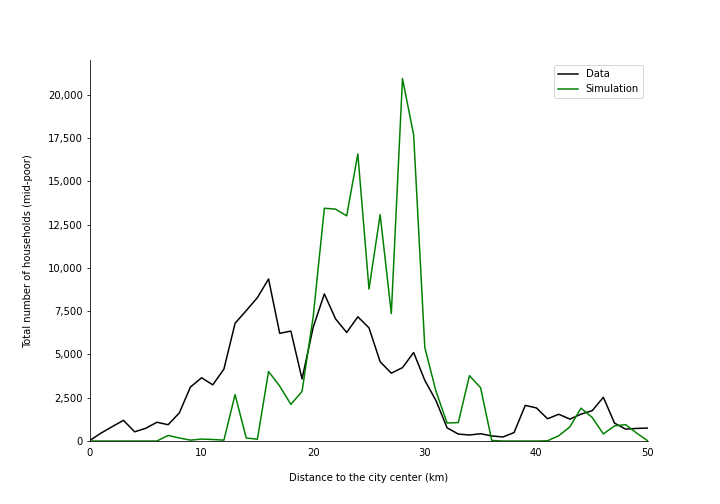 Data
Simulation
20,000
17,500
15,000
12,500
10,000
7,500
5,000
2,500
0
Total number of households (mid-poor)
0 10 20 30 40 50
Distance to the city center (km)